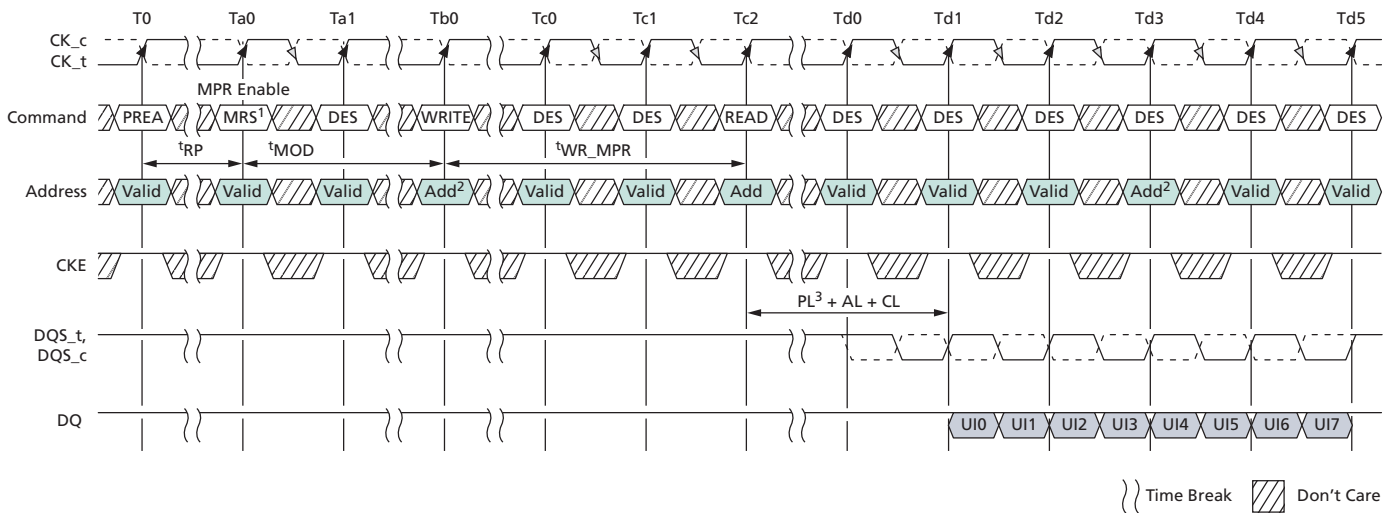 T0 Ta0 Ta1 Tb0 Tc0 Tc1 Tc2 Td0 Td1 Td2 Td3 Td4 Td5
CK_c
CK_t
MPR Enable
Command PREA MRS¹ DES WRITE DES DES READ DES DES DES DES DES DES
tRP tMOD tWR_MPR
Address Valid Valid Valid Add² Valid Valid Add Valid Valid Valid Add² Valid Valid
CKE
PL³ + AL + CL
DQS_t,
DQS_c
DQ UI0 UI1 UI2 UI3 UI4 UI5 UI6 UI7
Time Break Don't Care